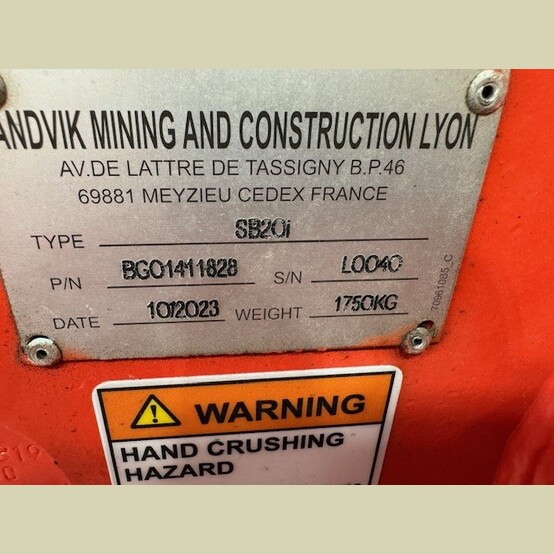 ANDVIK MINING AND CONSTRUCTION LYON
AV.DE LATTRE DE TASSIGNY B.P.46
69881 MEYZIEU CEDEX FRANCE
TYPE SB20i
P/N BG01411828 S/N L0040
DATE 10/2023 WEIGHT 1750KG
70961085_C
WARNING
HAND CRUSHING
HAZARD